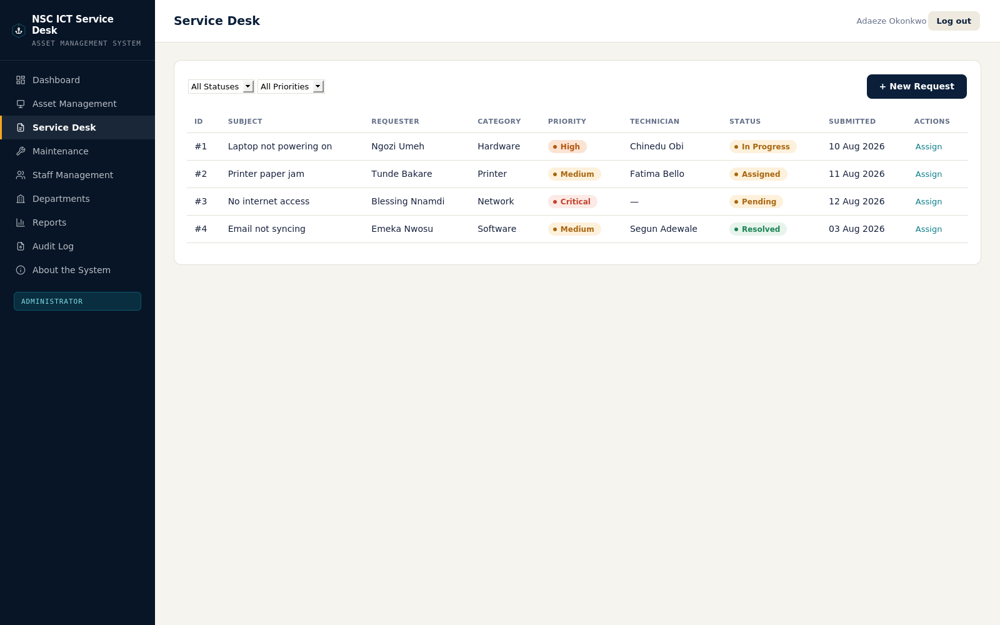 NSC ICT Service
Desk
ASSET MANAGEMENT SYSTEM
Dashboard
Asset Management
Service Desk
Maintenance
Staff Management
Departments
Reports
Audit Log
About the System
ADMINISTRATOR
Service Desk
Adaeze Okonkwo Log out
All Statuses All Priorities + New Request
ID SUBJECT REQUESTER CATEGORY PRIORITY TECHNICIAN STATUS SUBMITTED ACTIONS
#1 Laptop not powering on Ngozi Umeh Hardware High Chinedu Obi In Progress 10 Aug 2026 Assign
#2 Printer paper jam Tunde Bakare Printer Medium Fatima Bello Assigned 11 Aug 2026 Assign
#3 No internet access Blessing Nnamdi Network Critical — Pending 12 Aug 2026 Assign
#4 Email not syncing Emeka Nwosu Software Medium Segun Adewale Resolved 03 Aug 2026 Assign